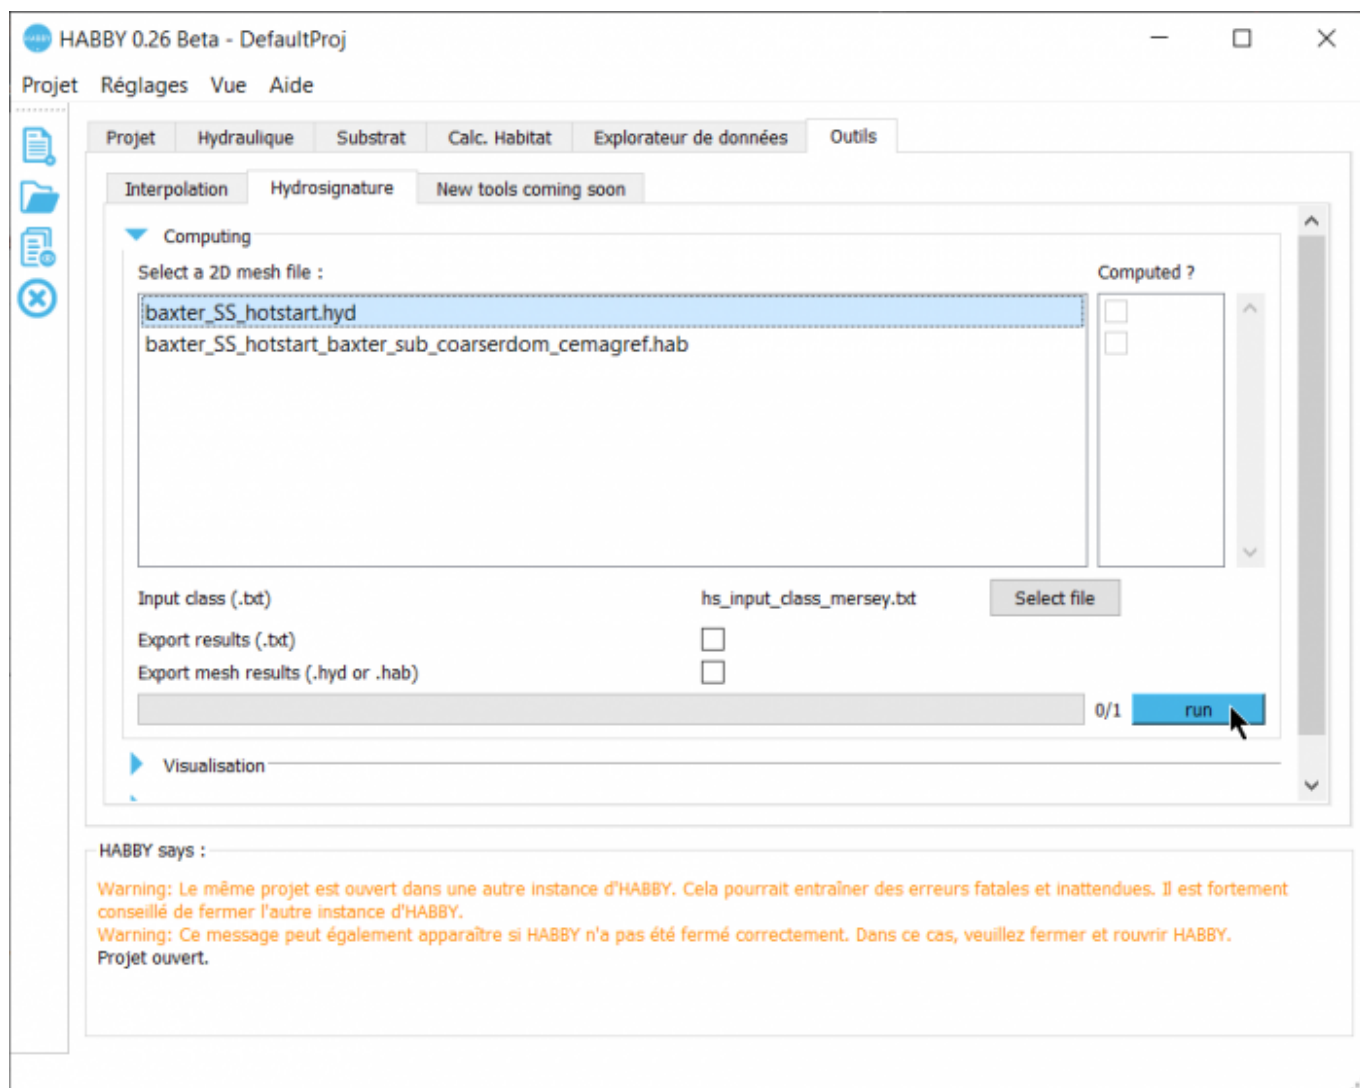 HABBY 0.26 Beta - DefaultProj
Projet Réglages Vue Aide
Projet Hydraulique Substrat Calc. Habitat Explorateur de données Outils
Interpolation Hydrosignature New tools coming soon
Computing
Select a 2D mesh file : Computed ?
baxter_SS_hotstart.hyd
baxter_SS_hotstart_baxter_sub_coarserdom_cemagref.hab
Input class (.txt) hs_input_class_mersey.txt Select file
Export results (.txt)
Export mesh results (.hyd or .hab)
0/1 run
Visualisation
HABBY says :
Warning: Le même projet est ouvert dans une autre instance d'HABBY. Cela pourrait entraîner des erreurs fatales et inattendues. Il est fortement
conseillé de fermer l'autre instance d'HABBY.
Warning: Ce message peut également apparaître si HABBY n'a pas été fermé correctement. Dans ce cas, veuillez fermer et rouvrir HABBY.
Projet ouvert.